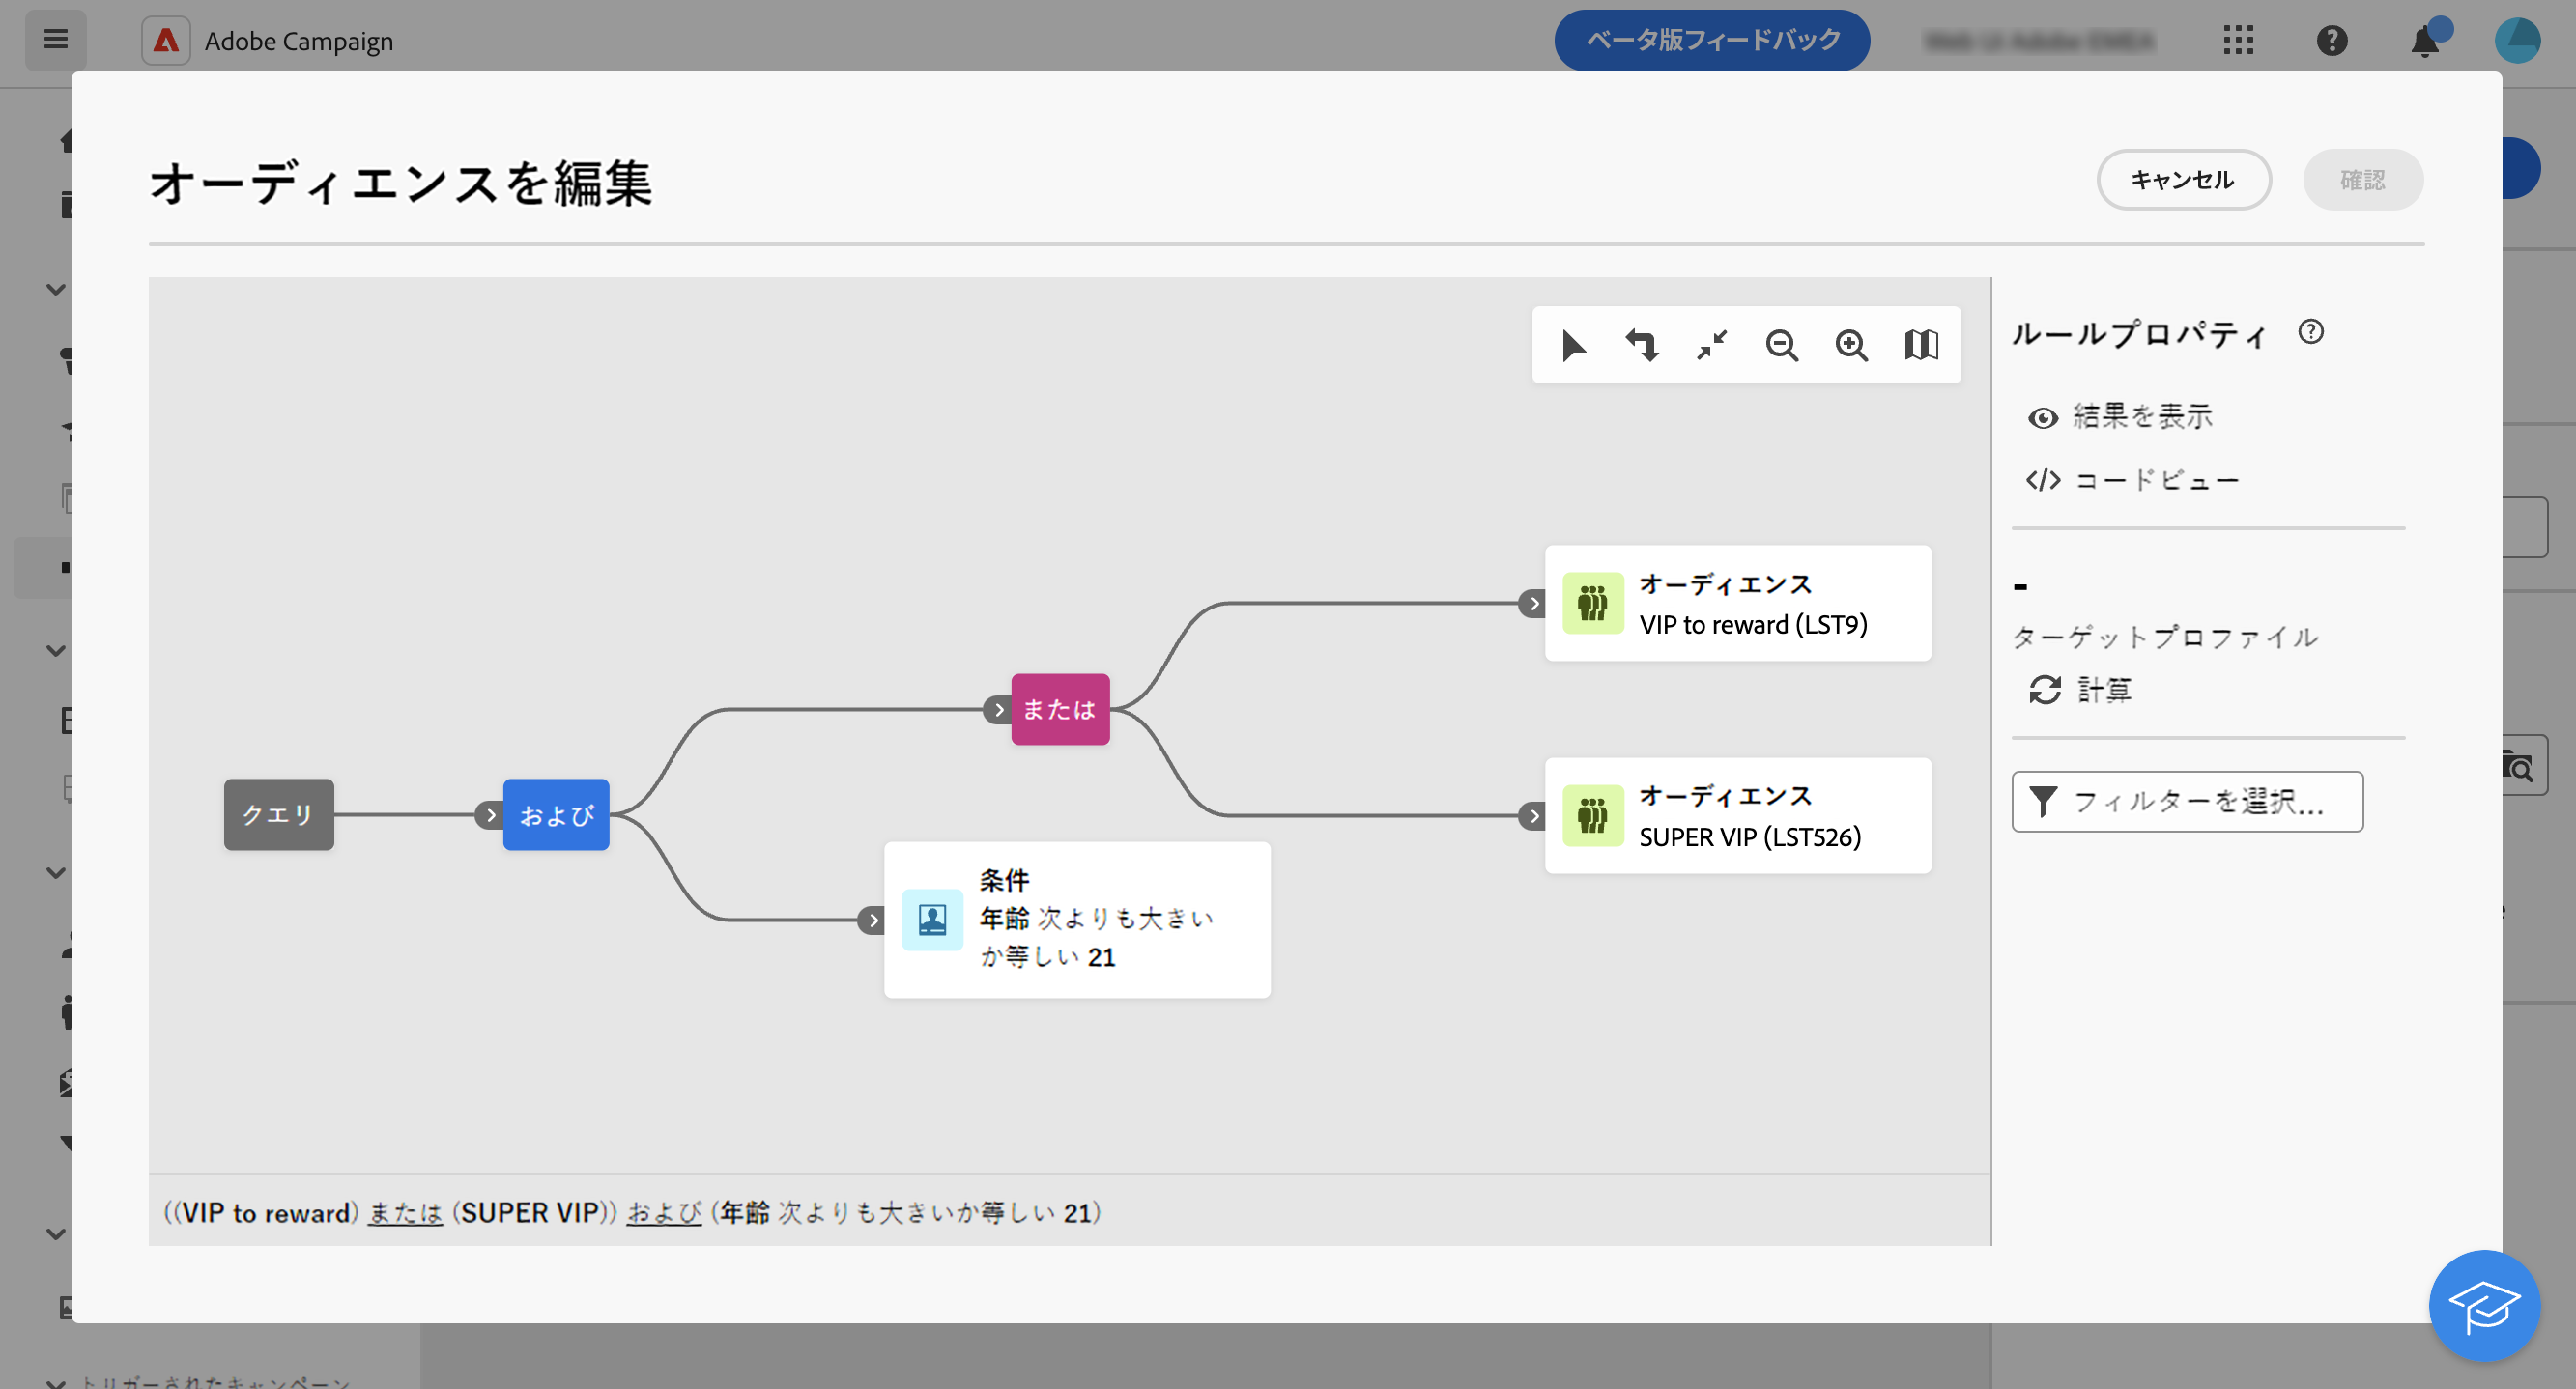 Adobe Campaign
ベータ版フィードバック
オーディエンスを編集
キャンセル
確認
ルールプロパティ
結果を表示
コードビュー
-
ターゲットプロファイル
計算
フィルターを選択...
オーディエンス
VIP to reward (LST9)
または
オーディエンス
SUPER VIP (LST526)
クエリ
および
条件
年齢 次よりも大きい
か等しい 21
((VIP to reward) または (SUPER VIP)) および (年齢 次よりも大きいか等しい 21)
トリガーされたキャンペーン